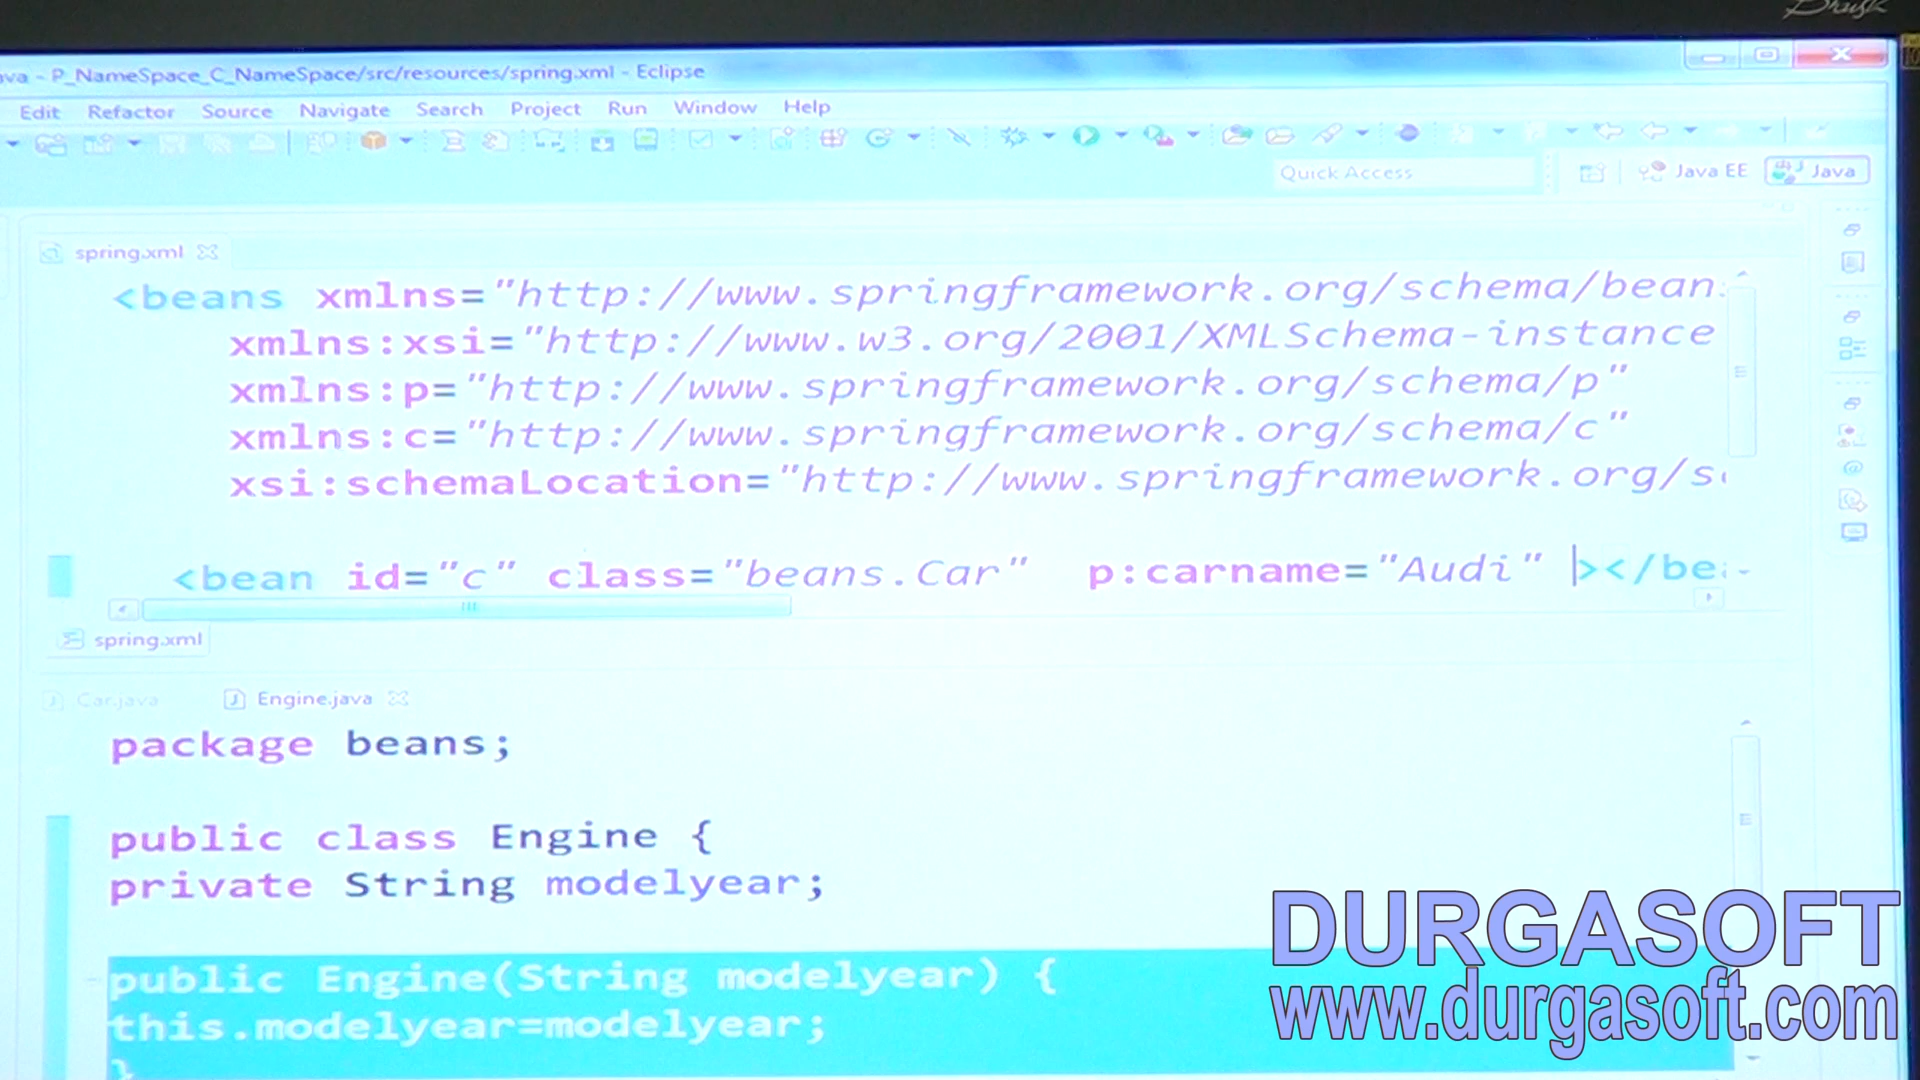 ava - P_NameSpace_C_NameSpace/src/resources/spring.xml - Eclipse
Edit Refactor Source Navigate Search Project Run Window Help
Quick Access
Java EE
Java
spring.xml
<beans xmlns="http://www.springframework.org/schema/bean
xmlns:xsi="http://www.w3.org/2001/XMLSchema-instance
xmlns:p="http://www.springframework.org/schema/p"
xmlns:c="http://www.springframework.org/schema/c"
xsi:schemaLocation="http://www.springframework.org/s
<bean id="c" class="beans.Car" p:carname="Audi" ></be
spring.xml
Car.java
Engine.java
package beans;
public class Engine {
private String modelyear;
public Engine(String modelyear) {
this.modelyear=modelyear;
}
DURGASOFT
www.durgasoft.com